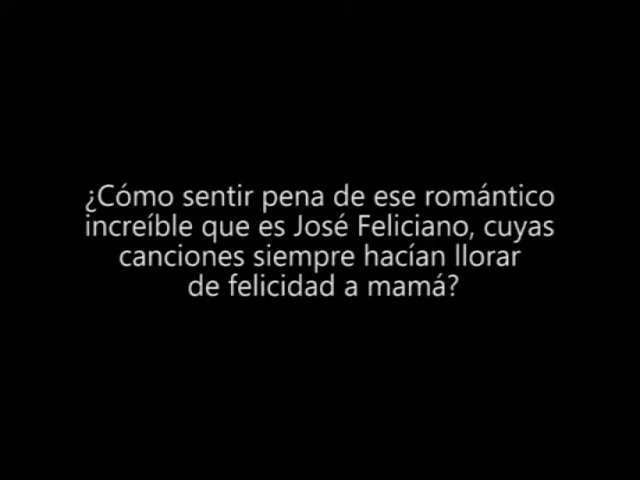 ¿Cómo sentir pena de ese romántico
increíble que es José Feliciano, cuyas
canciones siempre hacían llorar
de felicidad a mamá?